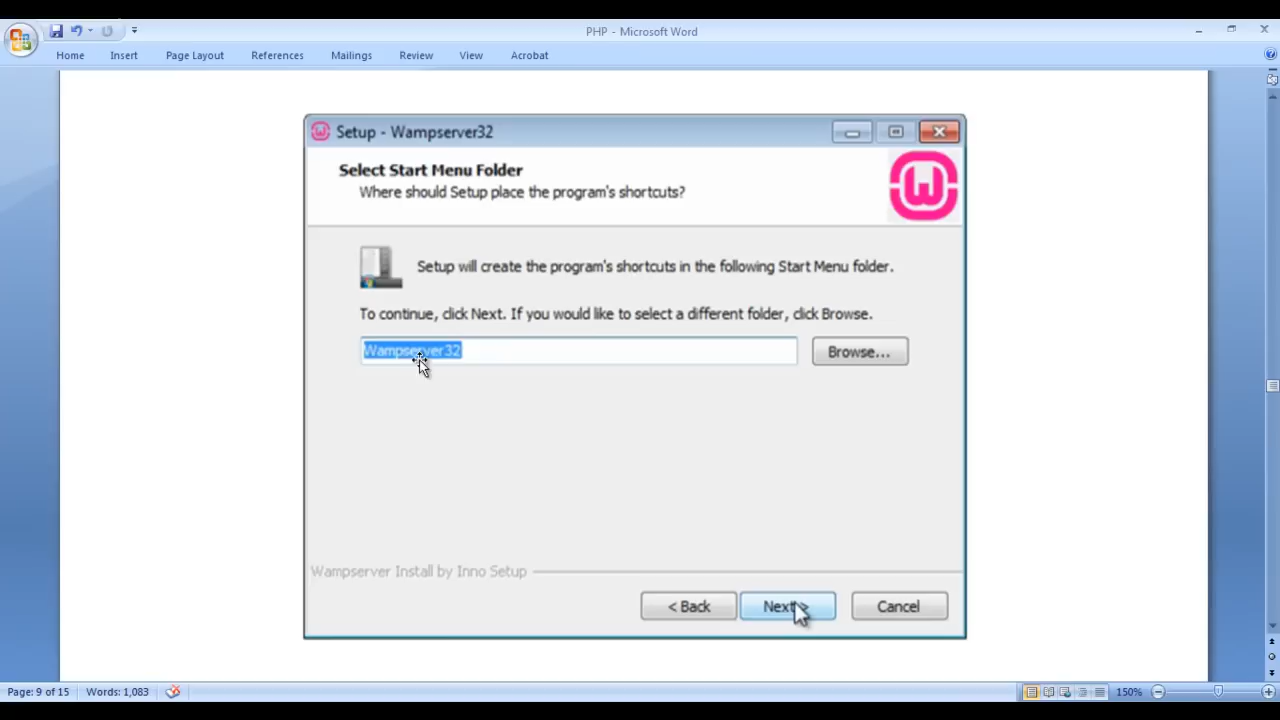 PHP - Microsoft Word
Home Insert Page Layout References Mailings Review View Acrobat
Setup - Wampserver32
Select Start Menu Folder
Where should Setup place the program's shortcuts?
W
Setup will create the program's shortcuts in the following Start Menu folder.
To continue, click Next. If you would like to select a different folder, click Browse.
Wampserver32 Browse...
Wampserver Install by Inno Setup
< Back Next > Cancel
Page: 9 of 15 Words: 1,083 150%